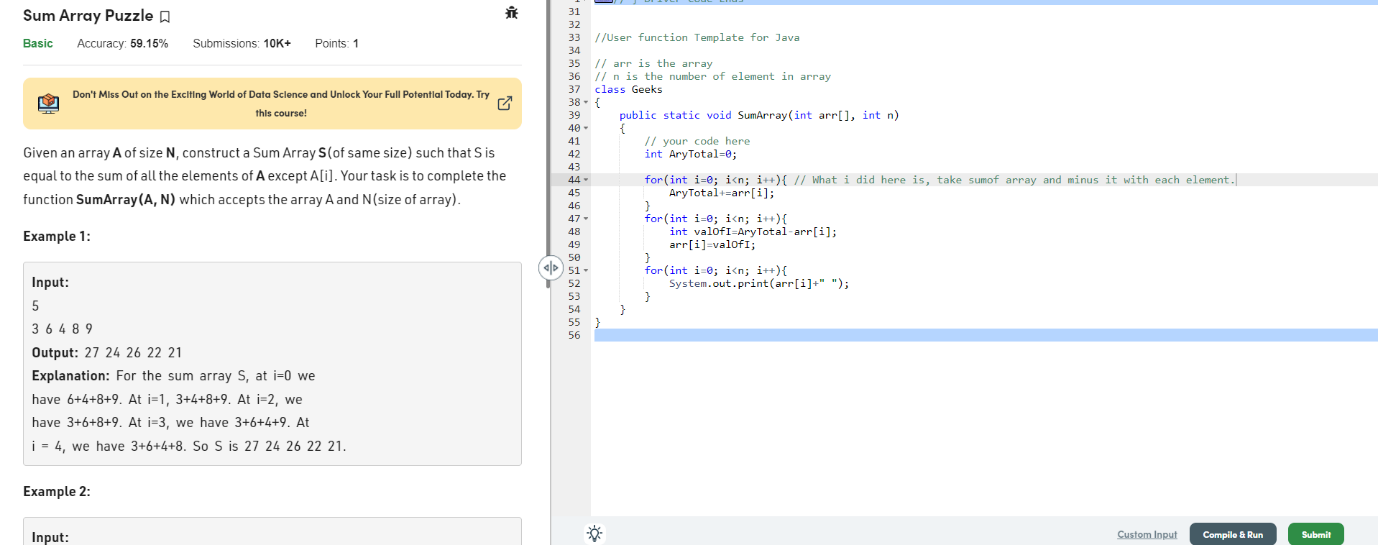 Sum Array Puzzle
Basic Accuracy: 59.15% Submissions: 10K+ Points: 1
Don't Miss Out on the Exciting World of Data Science and Unlock Your Full Potential Today. Try
this course!
Given an array A of size N, construct a Sum Array S(of same size) such that S is
equal to the sum of all the elements of A except A[i]. Your task is to complete the
function SumArray(A, N) which accepts the array A and N(size of array).
Example 1:
Input:
5
3 6 4 8 9
Output: 27 24 26 22 21
Explanation: For the sum array S, at i=0 we
have 6+4+8+9. At i=1, 3+4+8+9. At i=2, we
have 3+6+8+9. At i=3, we have 3+6+4+9. At
i = 4, we have 3+6+4+8. So S is 27 24 26 22 21.
Example 2:
Input:
31
32
33 //User function Template for Java
34
35 // arr is the array
36 // n is the number of element in array
37 class Geeks
38 {
39 public static void SumArray(int arr[], int n)
40 {
41 // your code here
42 int AryTotal=0;
43
44 for(int i=0; i<n; i++){ // What i did here is, take sumof array and minus it with each element.
45 AryTotal+=arr[i];
46 }
47 for(int i=0; i<n; i++){
48 int valOfI=AryTotal-arr[i];
49 arr[i]=valOfI;
50 }
51 for(int i=0; i<n; i++){
52 System.out.print(arr[i]+" ");
53 }
54 }
55 }
56
Custom Input Compile & Run Submit